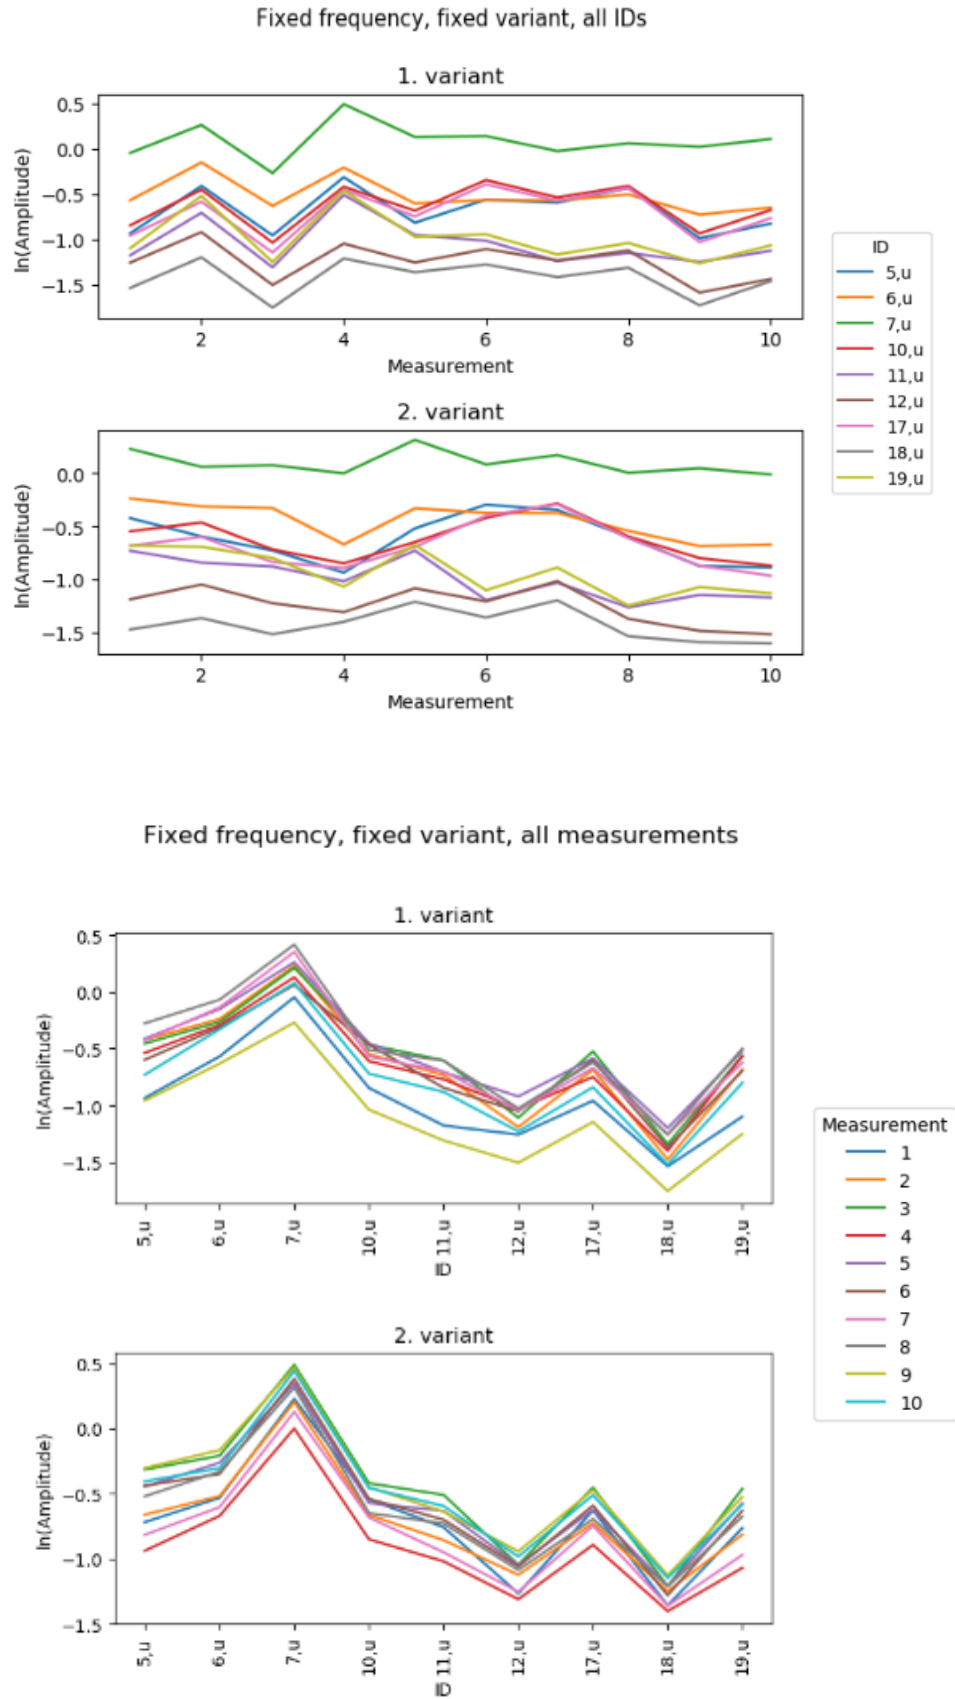 Fixed frequency, fixed variant, all IDs
1. variant
0.5
0.0
−0.5
−1.0
−1.5
ln(Amplitude)
2 4 6 8 10
Measurement
2. variant
0.0
−0.5
−1.0
−1.5
ln(Amplitude)
2 4 6 8 10
Measurement
ID
5,u
6,u
7,u
10,u
11,u
12,u
17,u
18,u
19,u
Fixed frequency, fixed variant, all measurements
1. variant
0.5
0.0
−0.5
−1.0
−1.5
ln(Amplitude)
5,u 6,u 7,u 10,u 11,u 12,u 17,u 18,u 19,u
ID
2. variant
0.5
0.0
−0.5
−1.0
−1.5
ln(Amplitude)
5,u 6,u 7,u 10,u 11,u 12,u 17,u 18,u 19,u
ID
Measurement
1
2
3
4
5
6
7
8
9
10